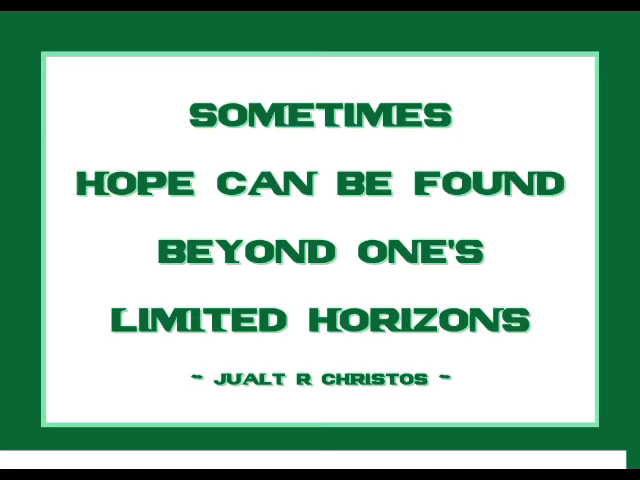 SOMETIMES
HOPE CAN BE FOUND
BEYOND ONE'S
LIMITED HORIZONS
~ JUALT R CHRISTOS ~